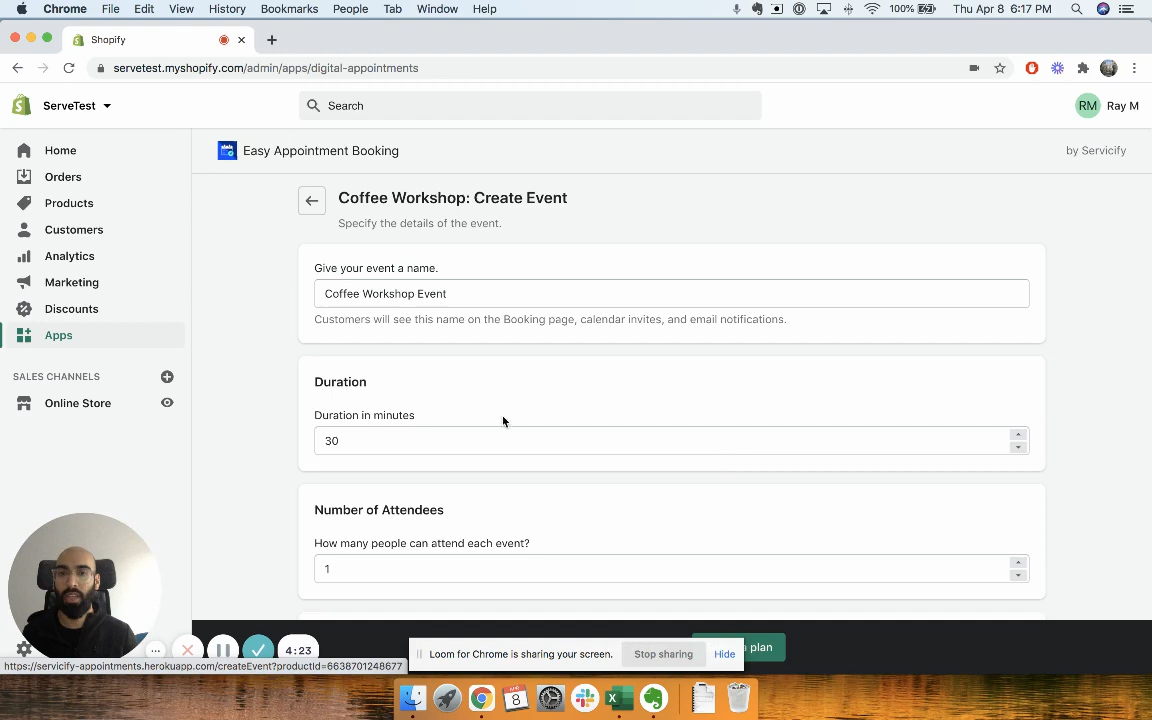 Chrome File Edit View History Bookmarks People Tab Window Help
100% Thu Apr 8 6:17 PM
Shopify
servetest.myshopify.com/admin/apps/digital-appointments
ServeTest
Search
RM Ray M
Home
Orders
Products
Customers
Analytics
Marketing
Discounts
Apps
SALES CHANNELS
Online Store
Easy Appointment Booking
by Servicify
Coffee Workshop: Create Event
Specify the details of the event.
Give your event a name.
Coffee Workshop Event
Customers will see this name on the Booking page, calendar invites, and email notifications.
Duration
Duration in minutes
30
Number of Attendees
How many people can attend each event?
1
4:23
Loom for Chrome is sharing your screen.
Stop sharing
Hide
plan
https://servicify-appointments.herokuapp.com/createEvent?productId=6638701248677
APR
8